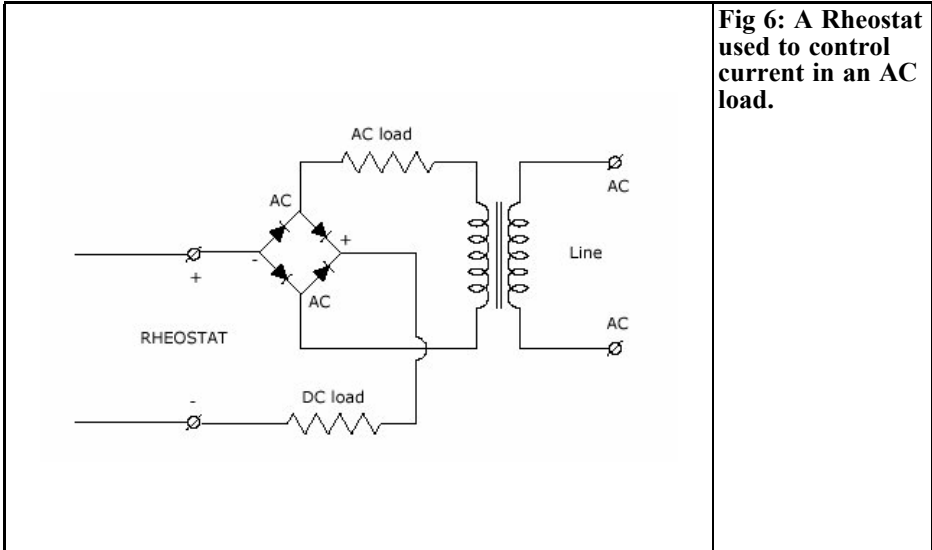 Fig 6: A Rheostat
used to control
current in an AC
load.
AC load
AC
AC
+
-
Line
+
AC
RHEOSTAT
AC
-
DC load